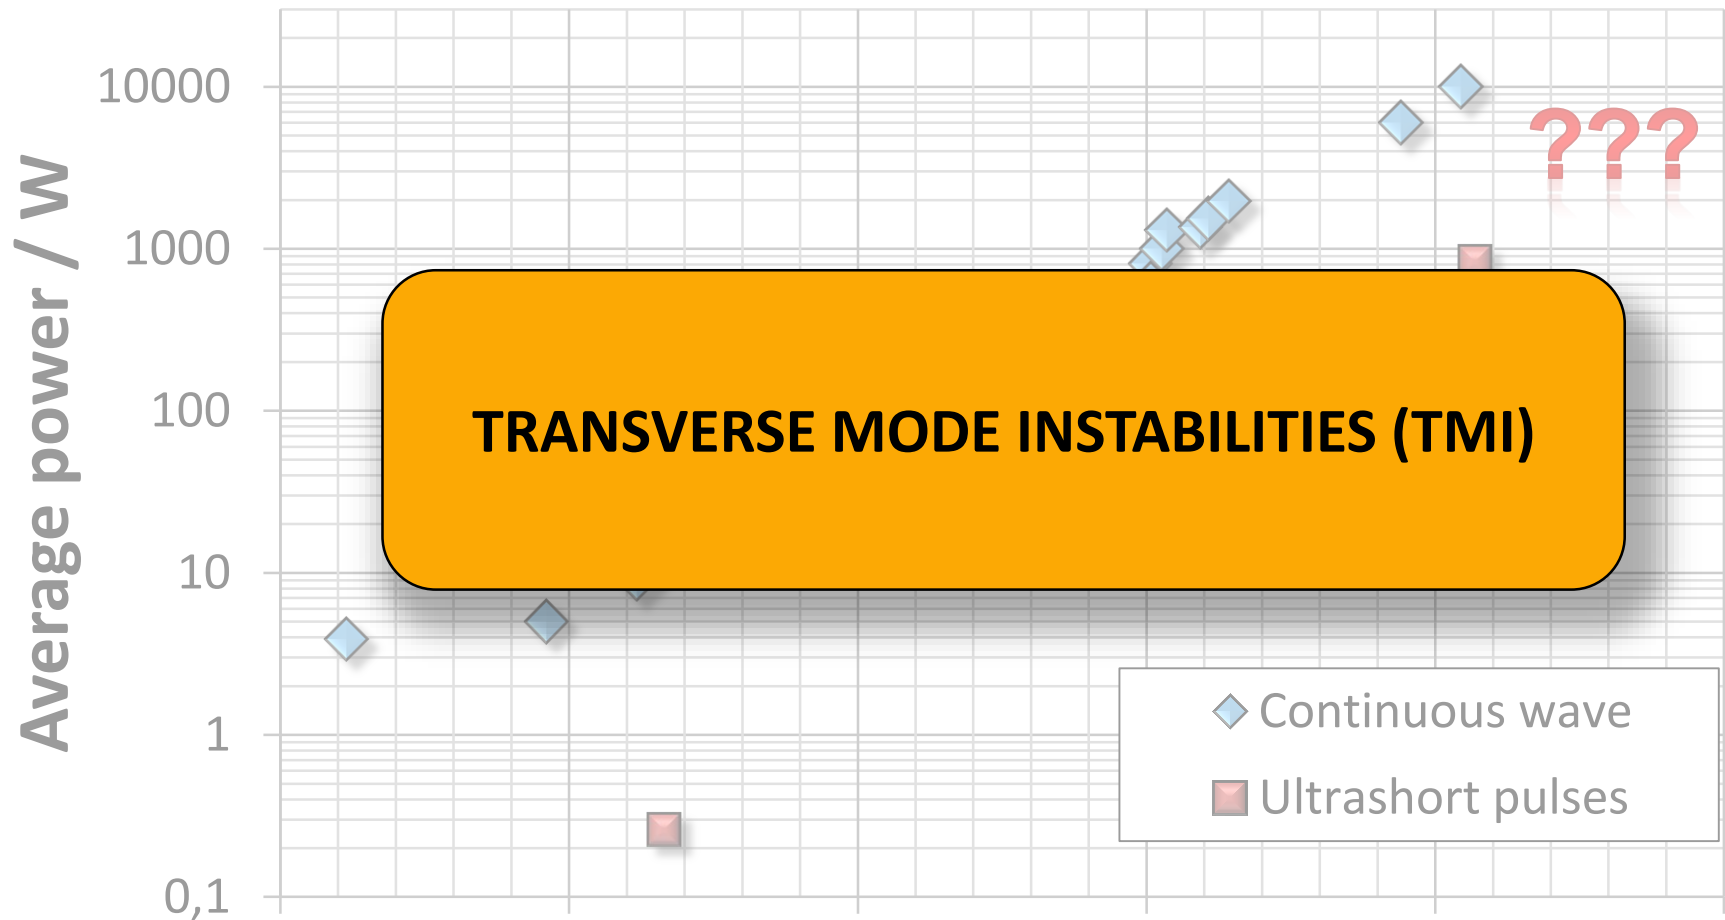 Average power / W
10000
1000
100
10
1
0,1
???
TRANSVERSE MODE INSTABILITIES (TMI)
Continuous wave
Ultrashort pulses